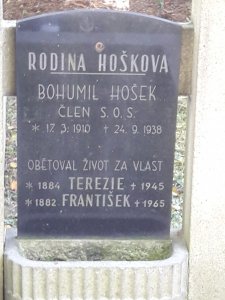 RODINA HOŠKOVA
BOHUMIL HOŠEK
ČLEN S.O.S.
* 17. 3. 1910 + 24. 9. 1938
OBĚTOVAL ŽIVOT ZA VLAST
* 1884 TEREZIE + 1945
* 1882 FRANTIŠEK + 1965